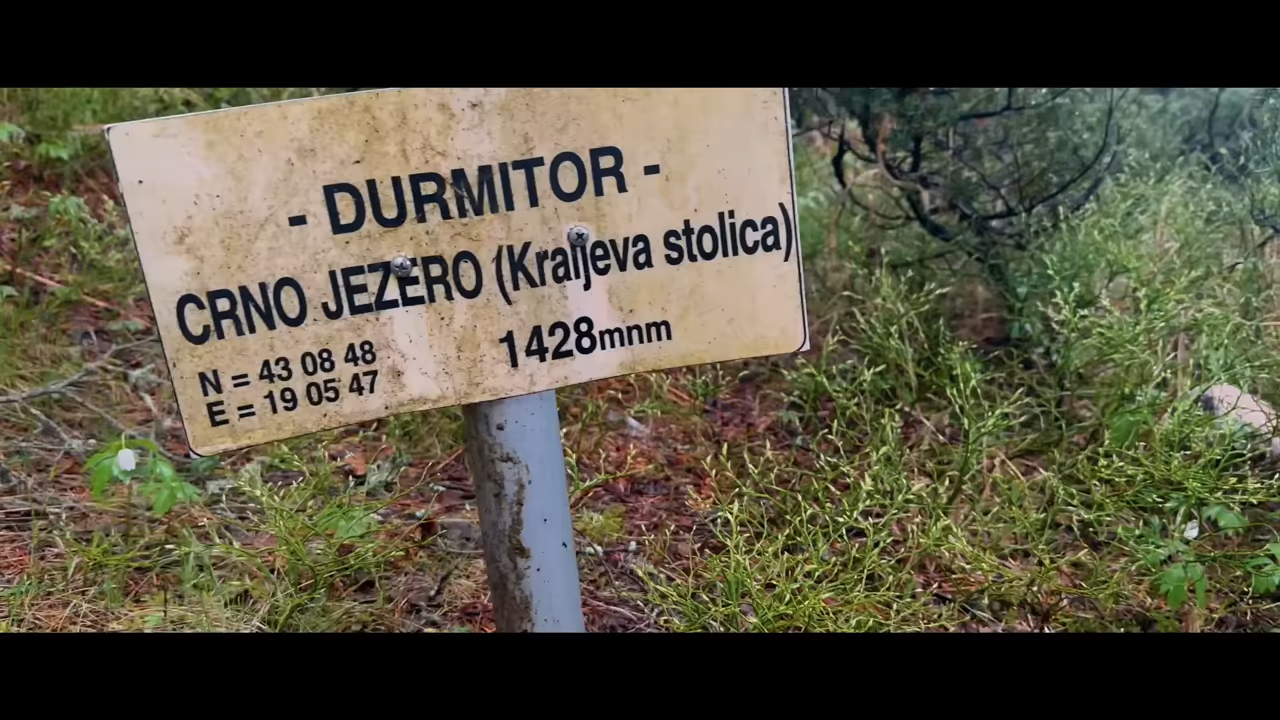 - DURMITOR -
CRNO JEZERO (Kraljeva stolica)
1428mnm
N = 43 08 48
E = 19 05 47